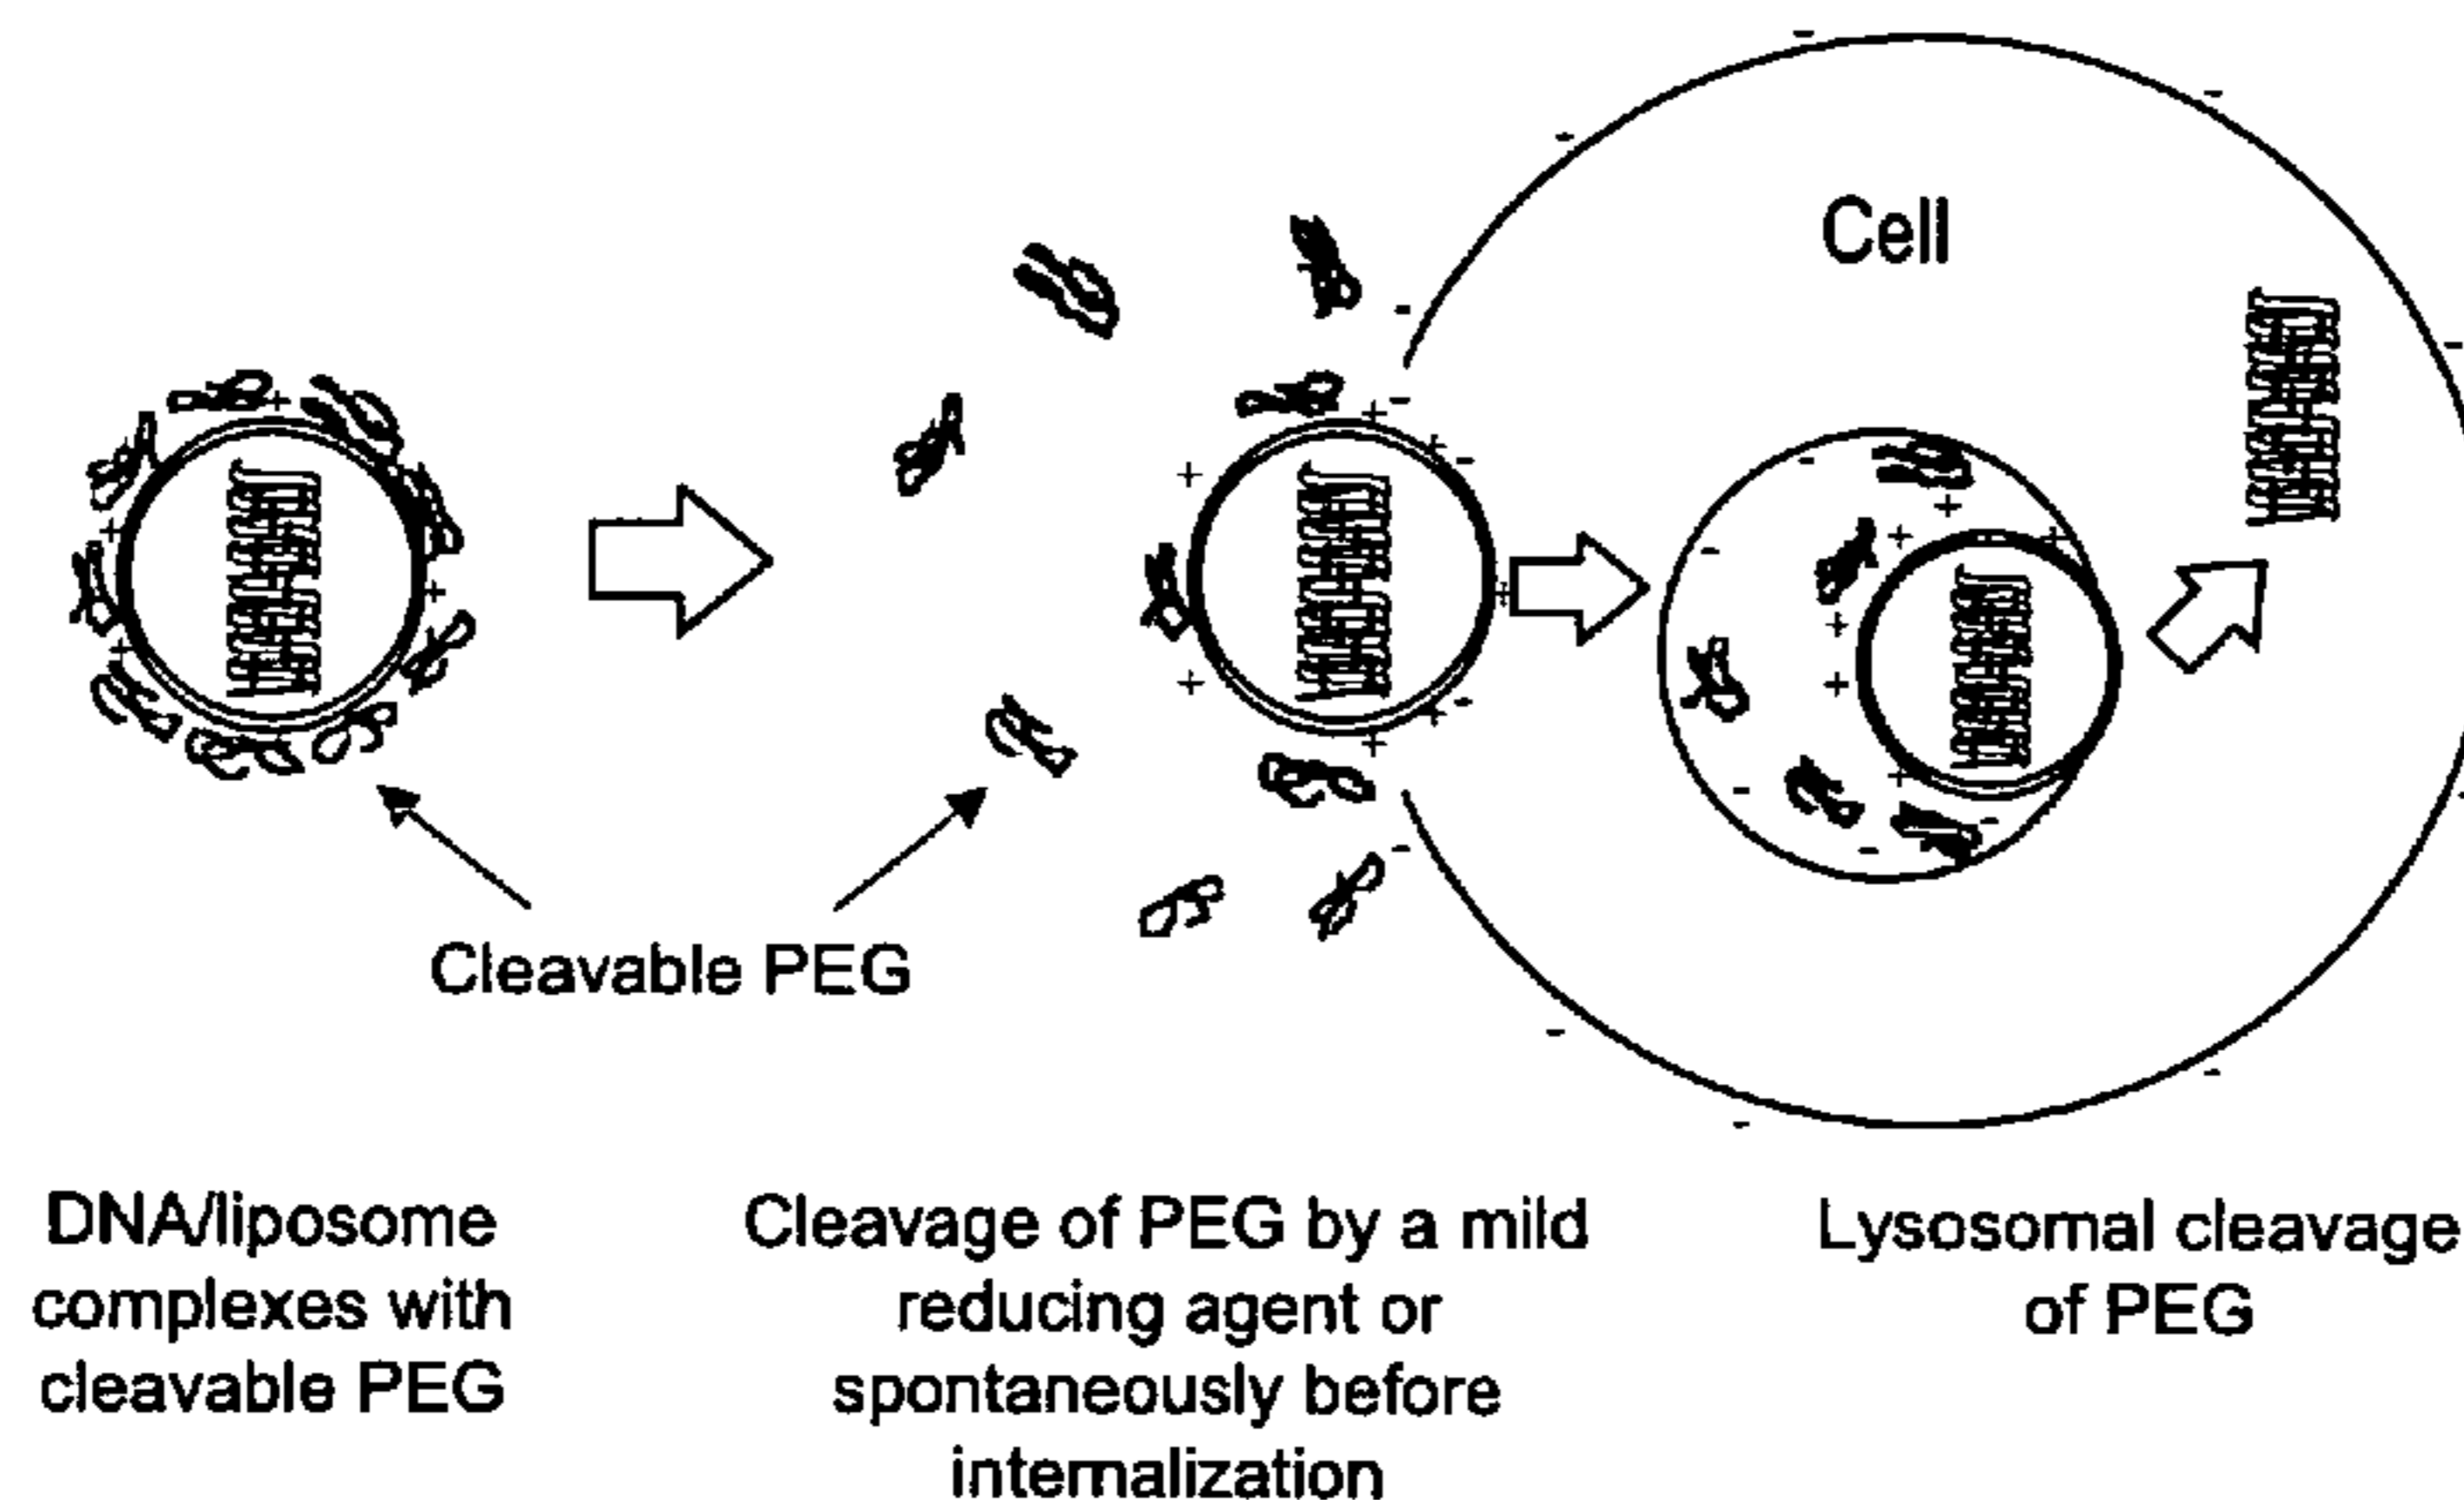 Cell
Cleavable PEG
DNA/liposome
complexes with
cleavable PEG
Cleavage of PEG by a mild
reducing agent or
spontaneously before
internalization
Lysosomal cleavage
of PEG